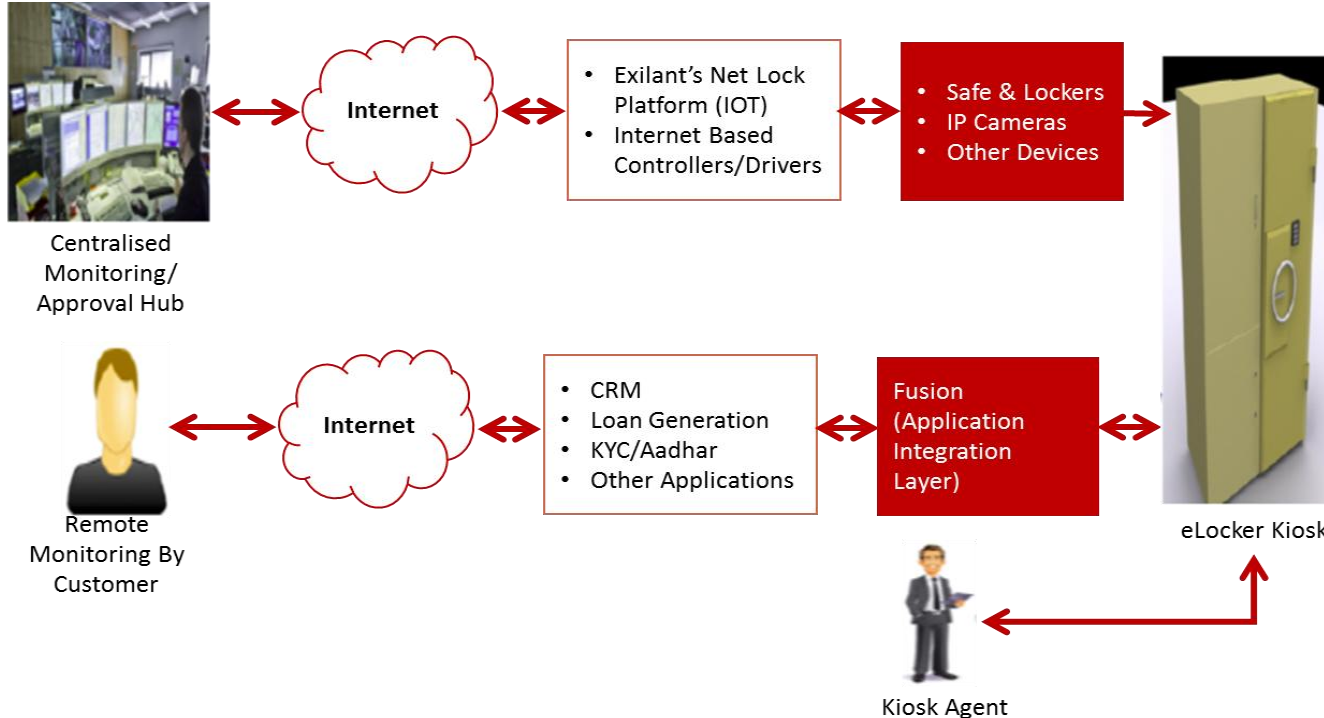 Internet
• Exilant’s Net Lock
Platform (IOT)
• Internet Based
Controllers/Drivers
• Safe & Lockers
• IP Cameras
• Other Devices
Centralised
Monitoring/
Approval Hub
Internet
• CRM
• Loan Generation
• KYC/Aadhar
• Other Applications
Fusion
(Application
Integration
Layer)
eLocker Kiosk
Remote
Monitoring By
Customer
Kiosk Agent